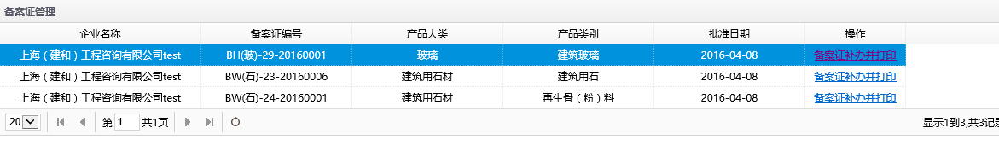 备案证管理
企业名称 备案证编号 产品大类 产品类别 批准日期 操作
上海（建和）工程咨询有限公司test BH(玻)-29-20160001 玻璃 建筑玻璃 2016-04-08 备案证补办并打印
上海（建和）工程咨询有限公司test BW(石)-23-20160006 建筑用石材 建筑用石 2016-04-08 备案证补办并打印
上海（建和）工程咨询有限公司test BW(石)-24-20160001 建筑用石材 再生骨（粉）料 2016-04-08 备案证补办并打印
20 第 1 共1页 显示1到3,共3记录